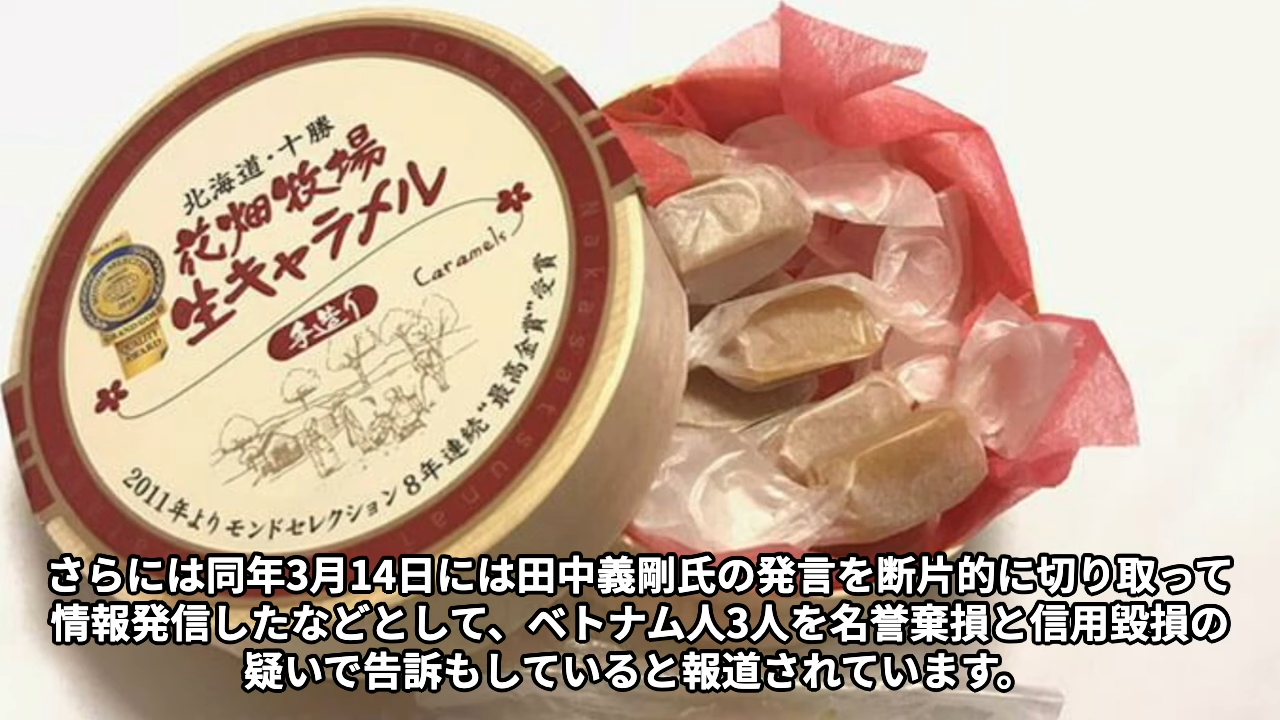 北海道・十勝
花畑牧場
生キャラメル
Caramels
手造り
GRAND GOLD
QUALITY
AWARD
2011年よりモンドセレクション8年連続"最高金賞"受賞
さらには同年3月14日には田中義剛氏の発言を断片的に切り取って
情報発信したなどとして、ベトナム人3人を名誉棄損と信用毀損の
疑いで告訴もしていると報道されています。